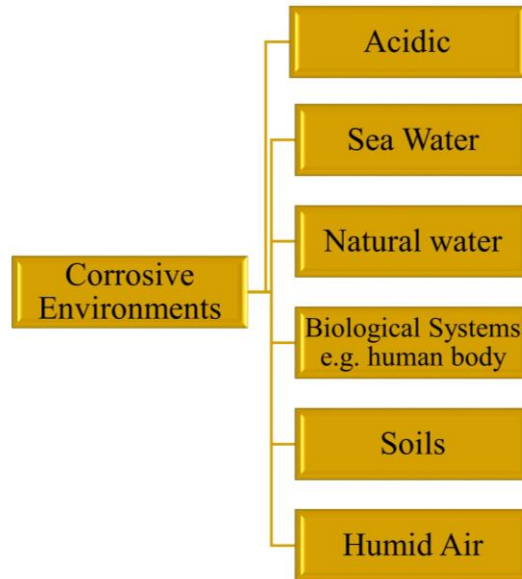 Acidic
Sea Water
Natural water
Corrosive
Environments
Biological Systems
e.g. human body
Soils
Humid Air